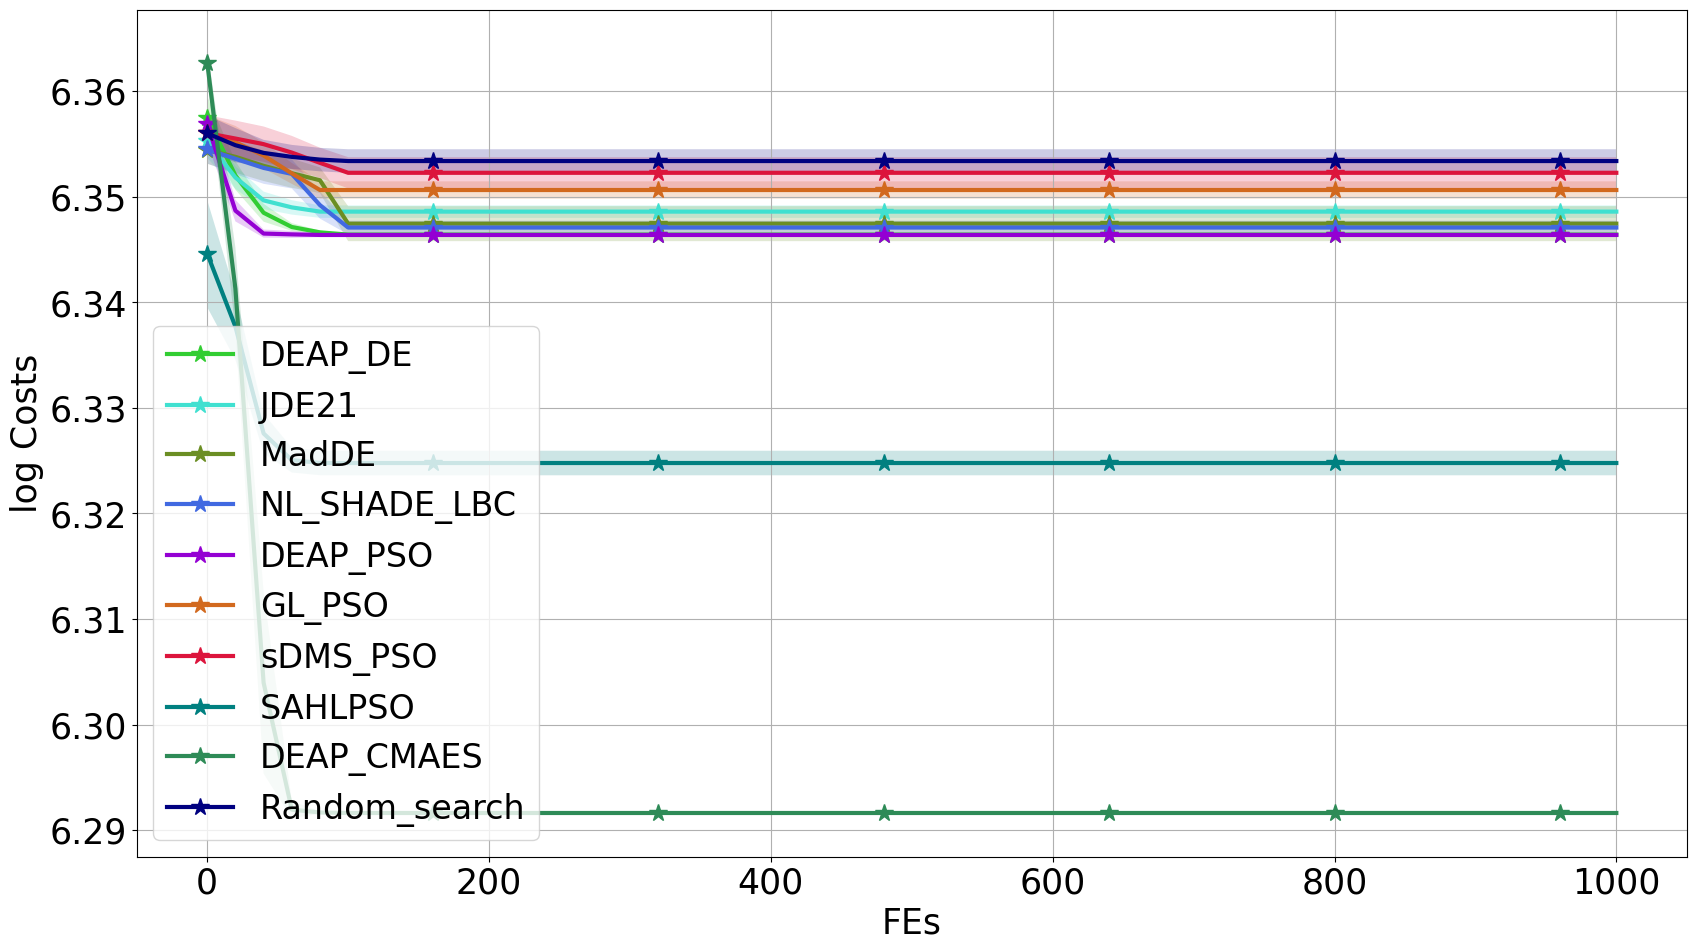 6.36
6.35
6.34
6.33
6.32
6.31
6.30
6.29
log Costs
DEAP_DE
JDE21
MadDE
NL_SHADE_LBC
DEAP_PSO
GL_PSO
sDMS_PSO
SAHLPSO
DEAP_CMAES
Random_search
0 200 400 600 800 1000
FEs